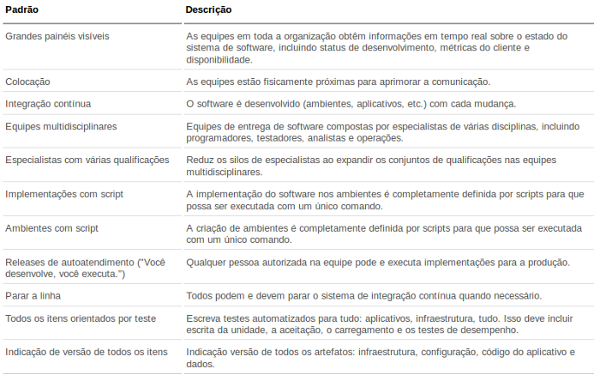 Padrão Descrição
Grandes painéis visíveis As equipes em toda a organização obtêm informações em tempo real sobre o estado do
sistema de software, incluindo status de desenvolvimento, métricas do cliente e
disponibilidade.
Colocação As equipes estão fisicamente próximas para aprimorar a comunicação.
Integração contínua O software é desenvolvido (ambientes, aplicativos, etc.) com cada mudança.
Equipes multidisciplinares Equipes de entrega de software compostas por especialistas de várias disciplinas, incluindo
programadores, testadores, analistas e operações.
Especialistas com várias qualificações Reduz os silos de especialistas ao expandir os conjuntos de qualificações nas equipes
multidisciplinares.
Implementações com script A implementação do software nos ambientes é completamente definida por scripts para que
possa ser executada com um único comando.
Ambientes com script A criação de ambientes é completamente definida por scripts para que possa ser executada
com um único comando.
Releases de autoatendimento ("Você Qualquer pessoa autorizada na equipe pode e executa implementações para a produção.
desenvolve, você executa.")
Parar a linha Todos podem e devem parar o sistema de integração contínua quando necessário.
Todos os itens orientados por teste Escreva testes automatizados para tudo: aplicativos, infraestrutura, tudo. Isso deve incluir
escrita da unidade, a aceitação, o carregamento e os testes de desempenho.
Indicação de versão de todos os itens Indicação versão de todos os artefatos: infraestrutura, configuração, código do aplicativo e
dados.